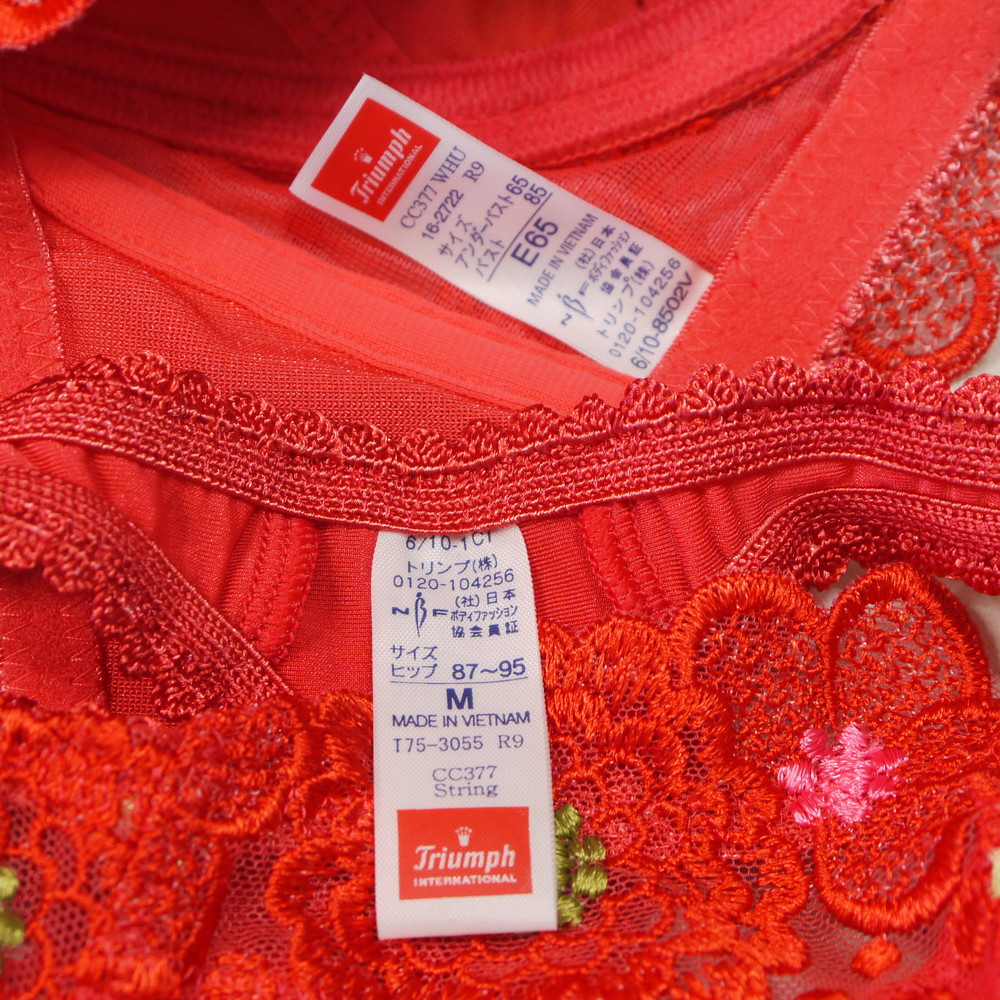 Triumph
INTERNATIONAL
CC377 WHU
16-2722 R9
サイズ
アンダーバスト65
バスト 85
E65
MADE IN VIETNAM
(社)日本
ボディファッション
協会員証
トリンプ(株)
0120-104256
6/10-8502V
6/10-1C1
トリンプ(株)
0120-104256
(社)日本
ボディファッション
協会員証
サイズ
ヒップ 87〜95
M
MADE IN VIETNAM
T75-3055 R9
CC377
String
Triumph
INTERNATIONAL